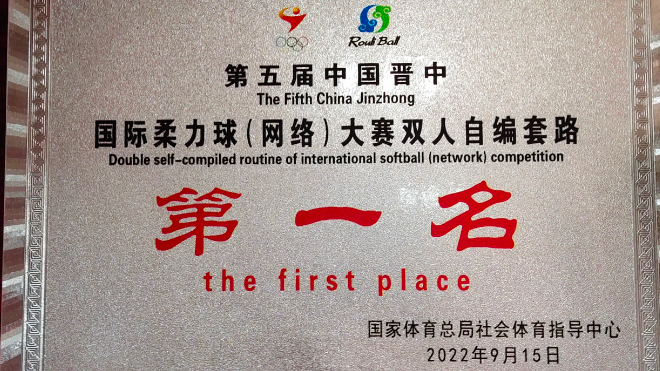 Rouli Ball
第五届中国晋中
The Fifth China Jinzhong
国际柔力球(网络)大赛双人自编套路
Double self-compiled routine of international softball (network) competition
第一名
the first place
国家体育总局社会体育指导中心
2022年9月15日